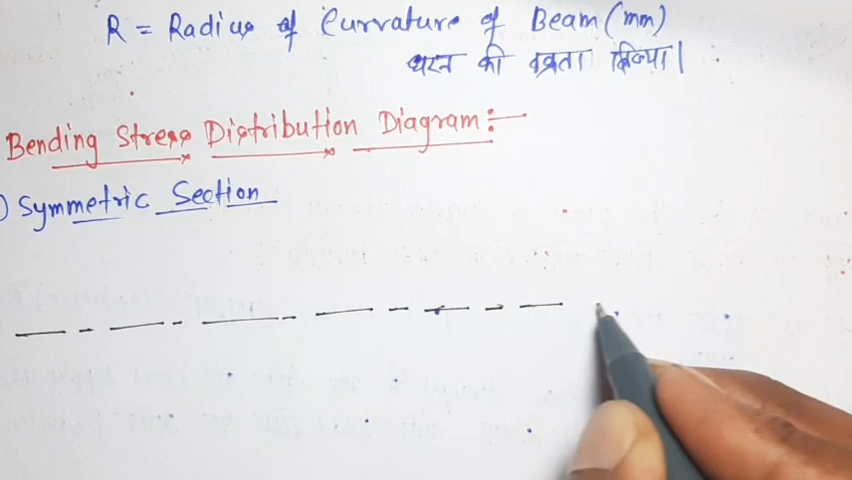 R = Radius of Curvature of Beam (mm)
धरन की वक्रता त्रिज्या।
Bending Stress Distribution Diagram:-
) Symmetric Section